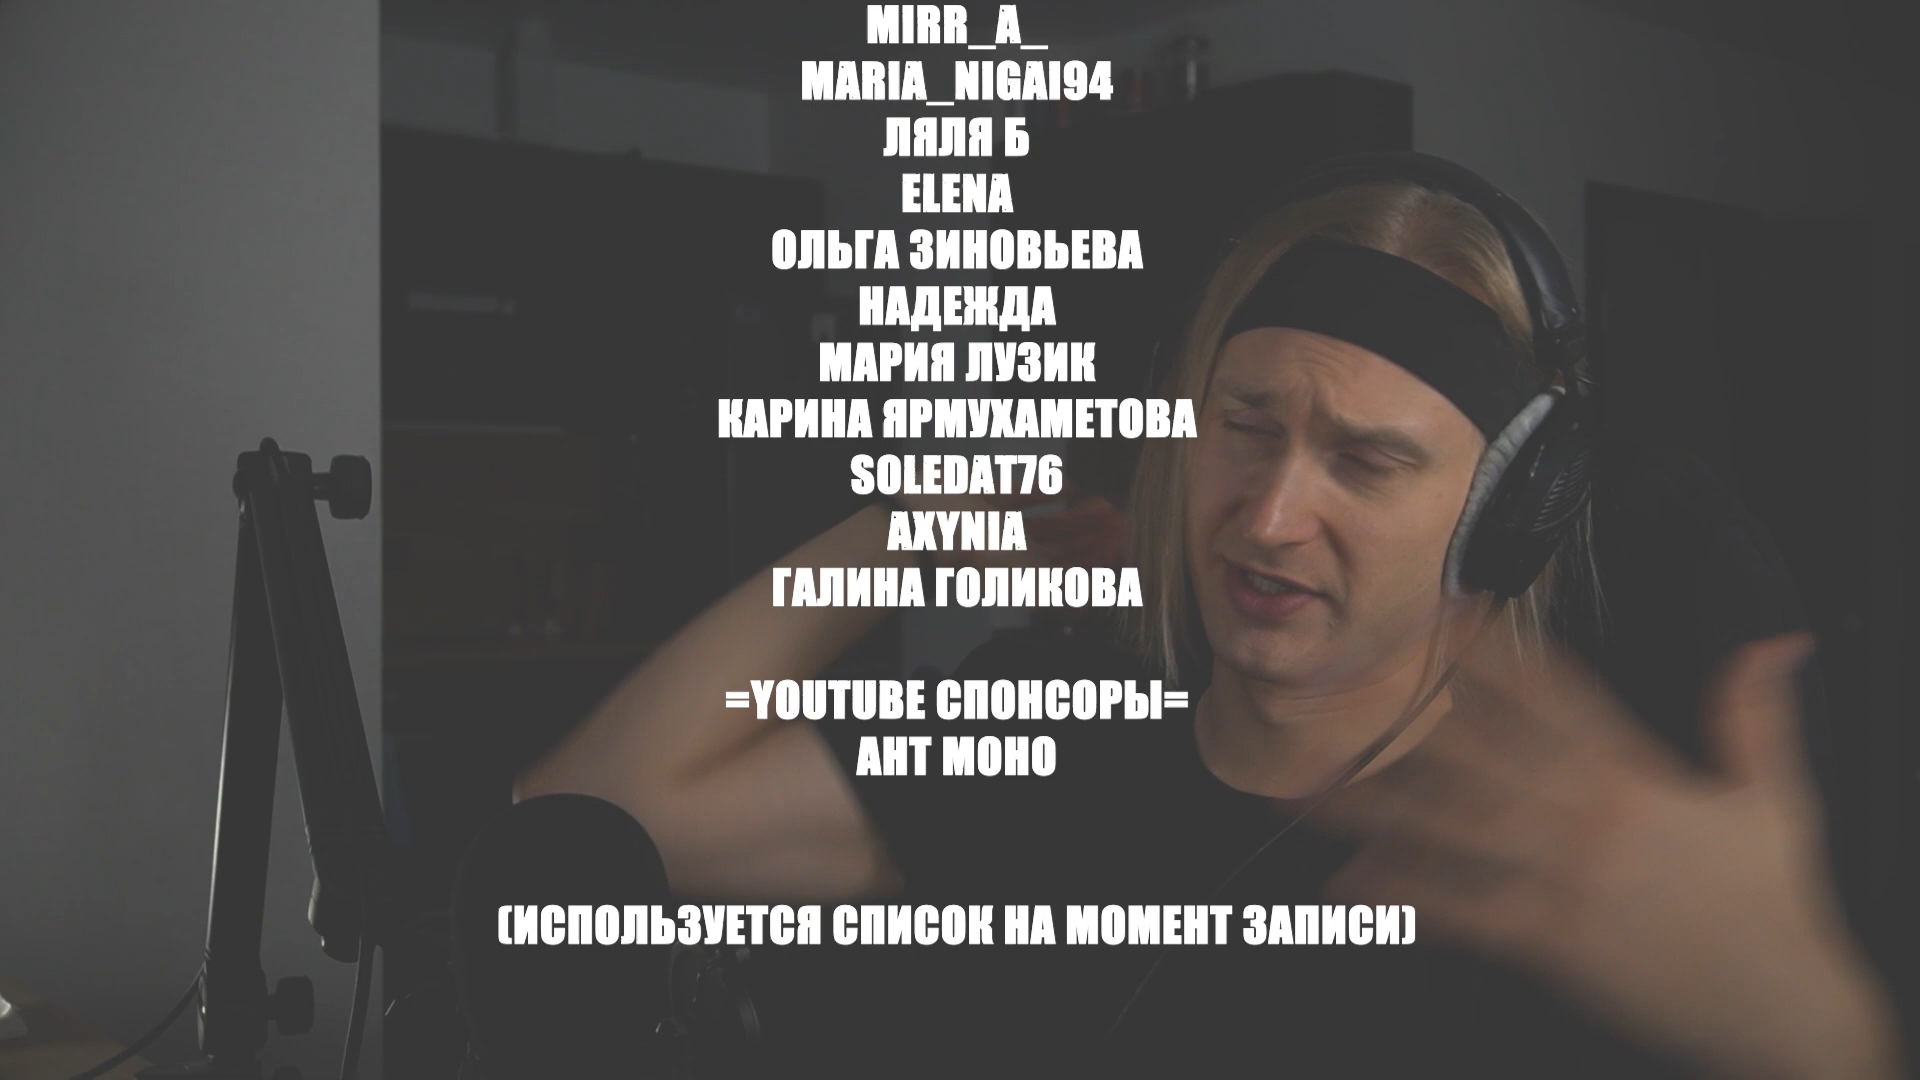 MIRR_A_
MARIA_NIGAI94
ЛЯЛЯ Б
ELENA
ОЛЬГА ЗИНОВЬЕВА
НАДЕЖДА
МАРИЯ ЛУЗИК
КАРИНА ЯРМУХАМЕТОВА
SOLEDAT76
AXYNIA
ГАЛИНА ГОЛИКОВА
=YOUTUBE СПОНСОРЫ=
АНТ МОНО
(ИСПОЛЬЗУЕТСЯ СПИСОК НА МОМЕНТ ЗАПИСИ)